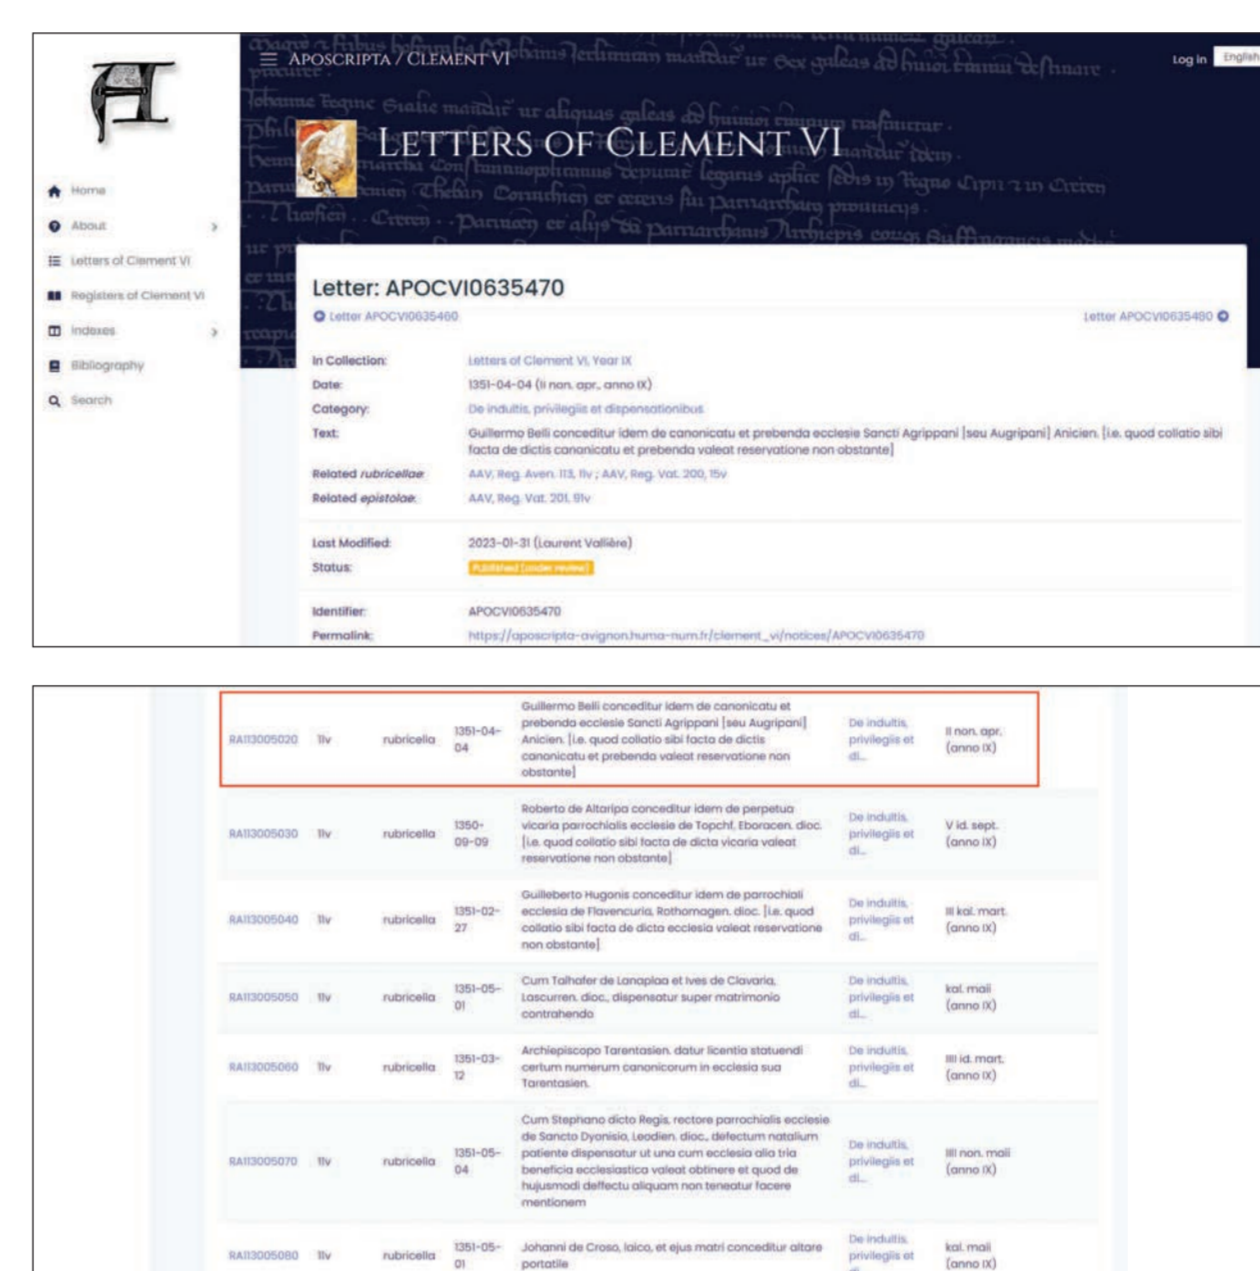 APOSCRIPTA / CLEMENT VI
Log in English
LETTERS OF CLEMENT VI
Home
About
Letters of Clement VI
Registers of Clement VI
Indexes
Bibliography
Search
Letter: APOCVI0635470
Letter APOCVI0635460
Letter APOCVI0635480
In Collection: Letters of Clement VI, Year IX
Date: 1351-04-04 (II non. apr., anno IX)
Category: De indultis, privilegiis et dispensationibus
Text: Guillermo Belli conceditur idem de canonicatu et prebenda ecclesie Sancti Agrippani [seu Augripani] Anicien. [i.e. quod collatio sibi
facta de dictis canonicatu et prebenda valeat reservatione non obstante]
Related rubricellae: AAV, Reg. Aven. 113, 11v ; AAV, Reg. Vat. 200, 15v
Related epistolae: AAV, Reg. Vat. 201, 91v
Last Modified: 2023-01-31 (Laurent Vallière)
Status: Published [under review]
Identifier: APOCVI0635470
Permalink: https://aposcripta-avignon.huma-num.fr/clement_vi/notices/APOCVI0635470
Guillermo Belli conceditur idem de canonicatu et
prebenda ecclesie Sancti Agrippani [seu Augripani]
RA113005020 11v rubricella 1351-04-04 Anicien. [i.e. quod collatio sibi facta de dictis De indultis, privilegiis et di... II non. apr. (anno IX)
canonicatu et prebenda valeat reservatione non
obstante]
Roberto de Altaripa conceditur idem de perpetua
RA113005030 11v rubricella 1350-09-09 vicaria parrochialis ecclesie de Topchf, Eboracen. dioc. De indultis, privilegiis et di... V id. sept. (anno IX)
[i.e. quod collatio sibi facta de dicta vicaria valeat
reservatione non obstante]
Guilleberto Hugonis conceditur idem de parrochiali
RA113005040 11v rubricella 1351-02-27 ecclesia de Flavencuria, Rothomagen. dioc. [i.e. quod De indultis, privilegiis et di... III kal. mart. (anno IX)
collatio sibi facta de dicta ecclesia valeat reservatione
non obstante]
Cum Talhafer de Lanaplaa et Ives de Clavaria,
RA113005050 11v rubricella 1351-05-01 Lascurren. dioc., dispensatur super matrimonio De indultis, privilegiis et di... kal. maii (anno IX)
contrahendo
Archiepiscopo Tarentasien. datur licentia statuendi
RA113005060 11v rubricella 1351-03-12 certum numerum canonicorum in ecclesia sua De indultis, privilegiis et di... IIII id. mart. (anno IX)
Tarentasien.
Cum Stephano dicto Regis, rectore parrochialis ecclesie
de Sancto Dyonisio, Leodien. dioc., defectum natalium
RA113005070 11v rubricella 1351-05-04 patiente dispensatur ut una cum ecclesia alia tria De indultis, privilegiis et di... IIII non. maii (anno IX)
beneficia ecclesiastica valeat obtinere et quod de
hujusmodi deffectu aliquam non teneatur facere
mentionem
RA113005080 11v rubricella 1351-05-01 Johanni de Croso, laico, et ejus matri conceditur altare De indultis, privilegiis et kal. maii (anno IX)
portatile